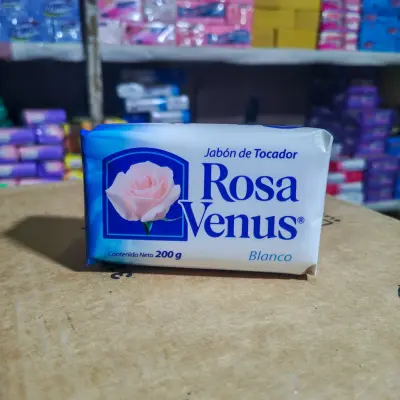 Jabón de Tocador
Rosa
Venus®
Contenido Neto 200 g
Blanco